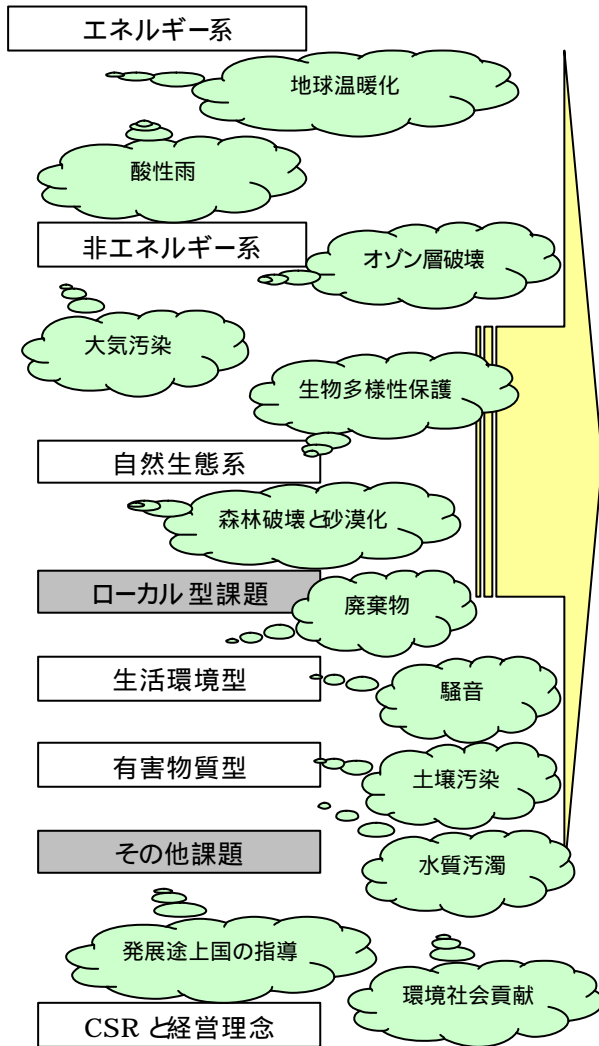 エネルギー系
地球温暖化
酸性雨
非エネルギー系
オゾン層破壊
大気汚染
生物多様性保護
自然生態系
森林破壊と砂漠化
ローカル型課題
廃棄物
生活環境型
騒音
有害物質型
土壌汚染
その他課題
水質汚濁
発展途上国の指導
環境社会貢献
CSRと経営理念